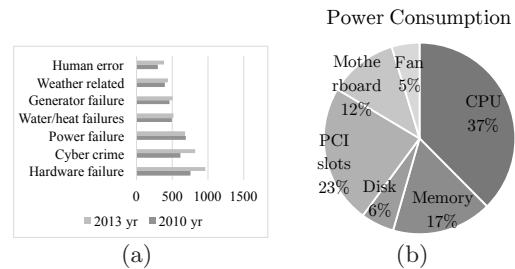 Power Consumption
Human error
Weather related
Generator failure
Water/heat failures
Power failure
Cyber crime
Hardware failure
0 500 1000 1500
2013 yr 2010 yr
(a)
Mothe
rboard
12%
Fan
5%
CPU
37%
PCI
slots
23%
Disk
6%
Memory
17%
(b)